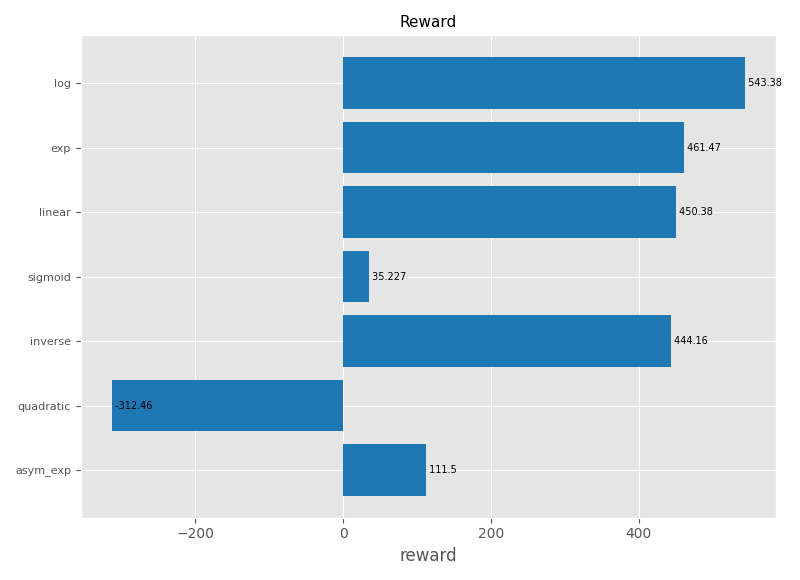 Reward
log
543.38
exp
461.47
linear
450.38
sigmoid
35.227
inverse
444.16
quadratic
-312.46
asym_exp
111.5
−200
0
200
400
reward